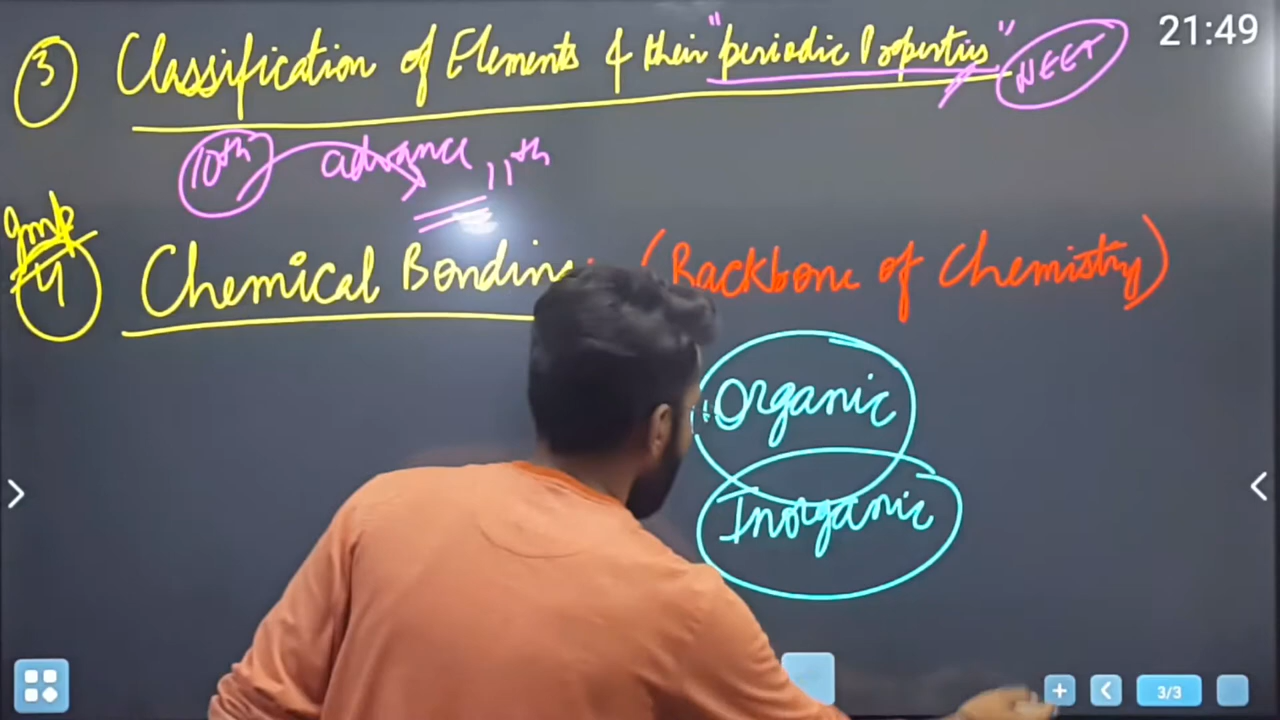 21:49
③ Classification of Elements & their "periodic Properties" NEET
10th advance 11th
Imp
④ Chemical Bonding (Backbone of Chemistry)
Organic
Inorganic
3/3